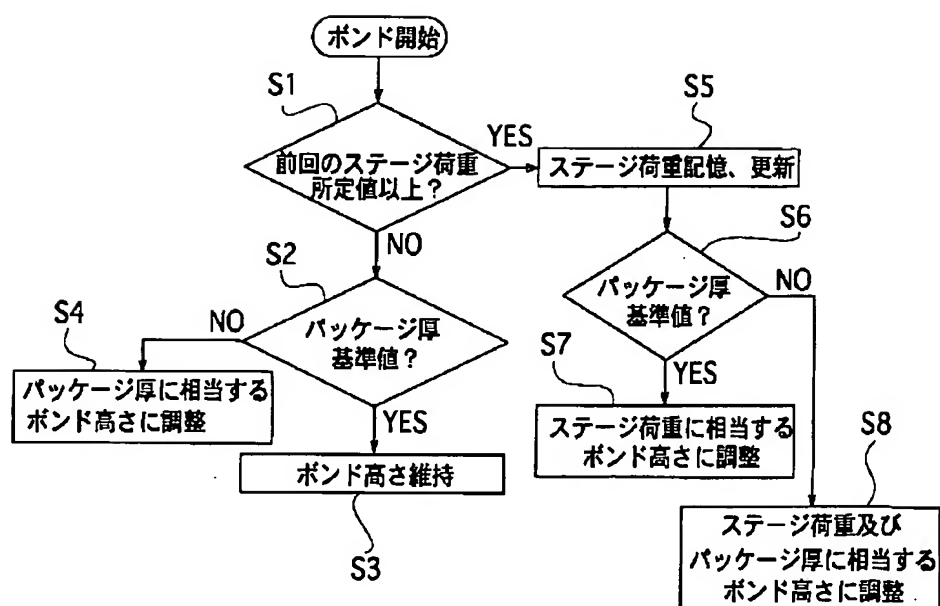 ボンド開始
S1
前回のステージ荷重
所定値以上?
YES
S5
ステージ荷重記憶、更新
NO
S2
パッケージ厚
基準値?
S6
パッケージ厚
基準値?
NO
S4
NO
パッケージ厚に相当する
ボンド高さに調整
YES
S3
ボンド高さ維持
S7
YES
ステージ荷重に相当する
ボンド高さに調整
S8
ステージ荷重及び
パッケージ厚に相当する
ボンド高さに調整